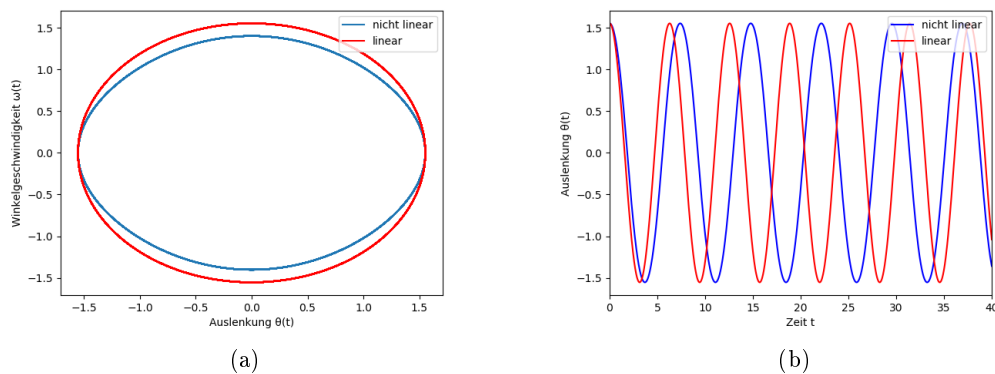 nicht linear
linear
1.5
1.0
0.5
0.0
−0.5
−1.0
−1.5
Winkelgeschwindigkeit ω(t)
−1.5 −1.0 −0.5 0.0 0.5 1.0 1.5
Auslenkung θ(t)
(a)
nicht linear
linear
1.5
1.0
0.5
0.0
−0.5
−1.0
−1.5
Auslenkung θ(t)
0 5 10 15 20 25 30 35 40
Zeit t
(b)